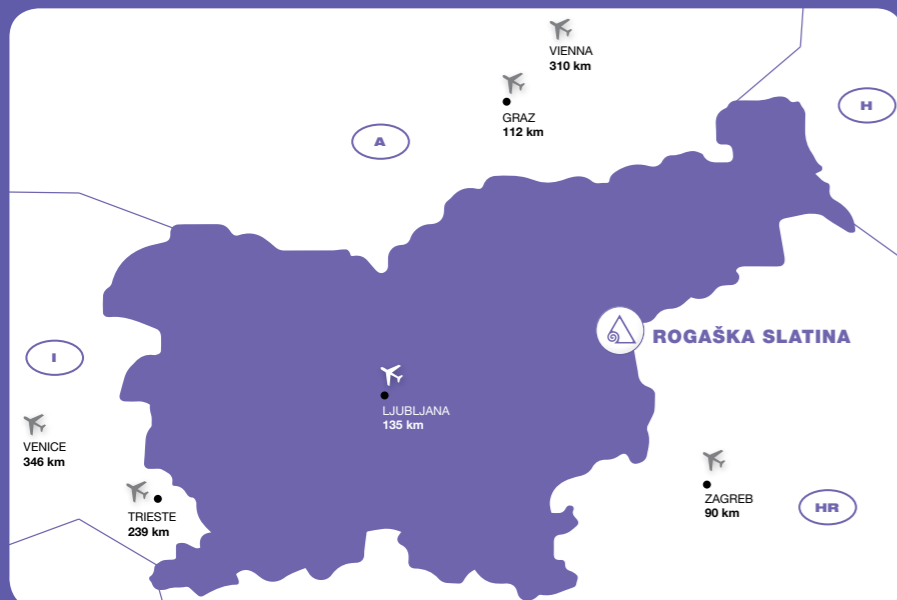 VIENNA
310 km
GRAZ
112 km
H
A
ROGAŠKA SLATINA
I
LJUBLJANA
135 km
VENICE
346 km
ZAGREB
90 km
HR
TRIESTE
239 km